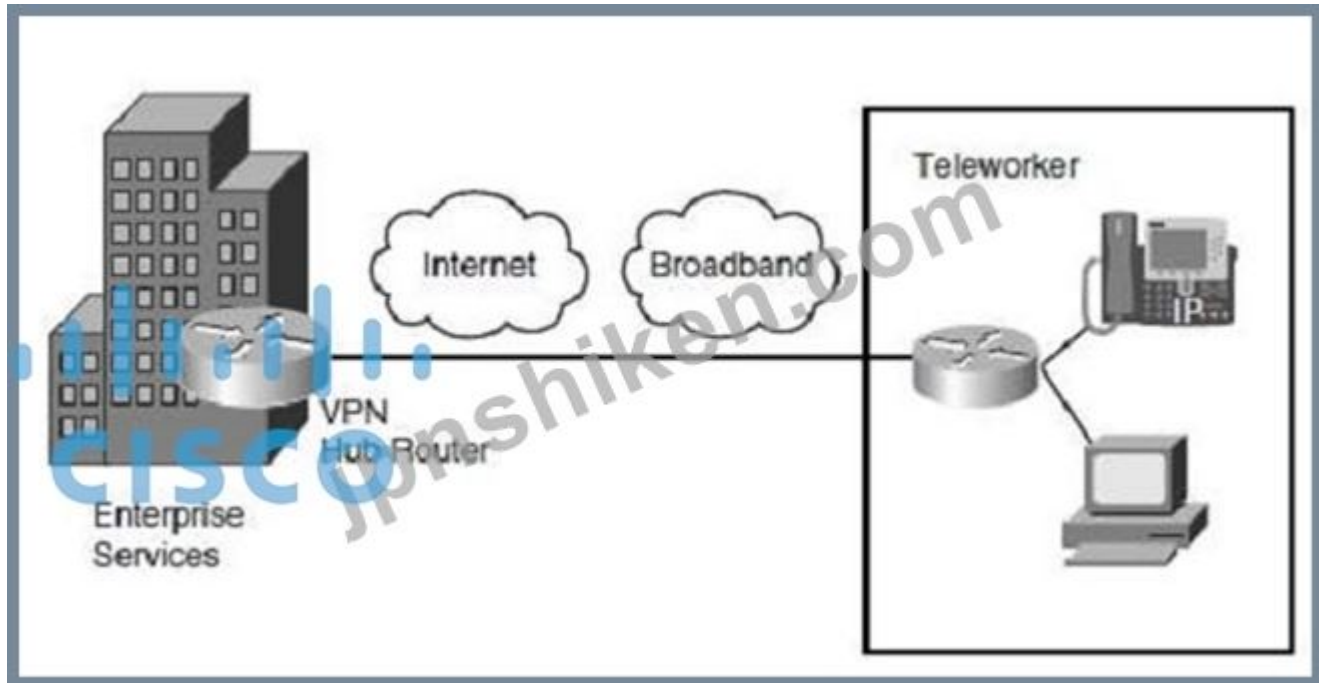 Teleworker
Internet
Broadband
IP
VPN
Hub Router
CISCO
Enterprise
Services
jpnshiken.com